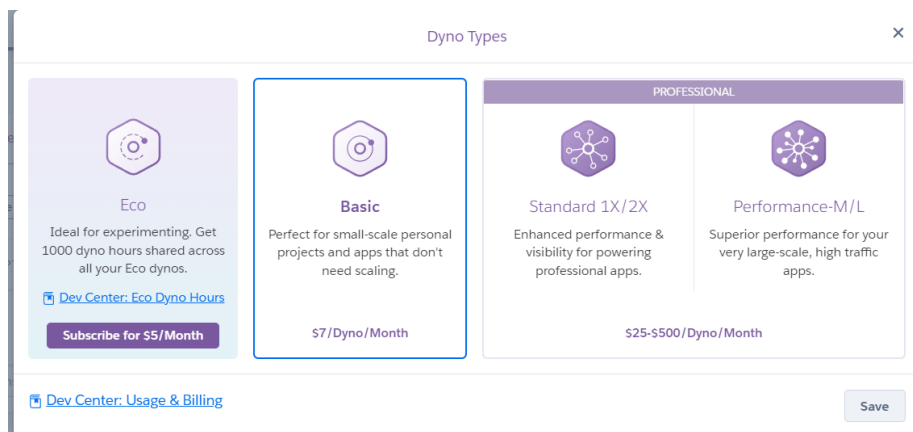 Dyno Types
Eco
Ideal for experimenting. Get
1000 dyno hours shared across
all your Eco dynos.
Dev Center: Eco Dyno Hours
Subscribe for $5/Month
Basic
Perfect for small-scale personal
projects and apps that don't
need scaling.
$7/Dyno/Month
PROFESSIONAL
Standard 1X/2X
Enhanced performance &
visibility for powering
professional apps.
Performance-M/L
Superior performance for your
very large-scale, high traffic
apps.
$25-$500/Dyno/Month
Dev Center: Usage & Billing
Save